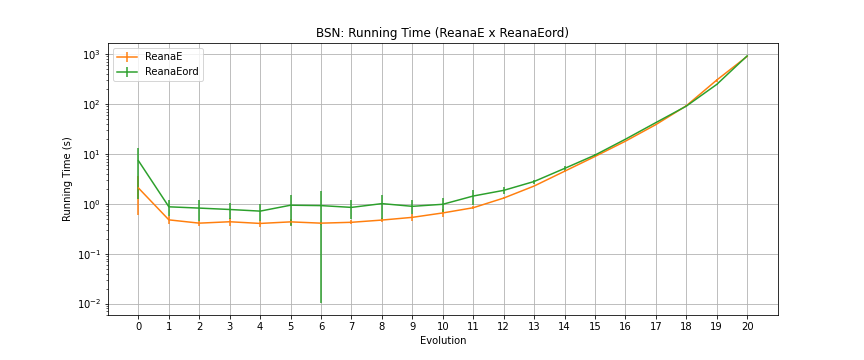 BSN: Running Time (ReanaE x ReanaEord)
ReanaE
ReanaEord
Running Time (s)
10³
10²
10¹
10⁰
10⁻¹
10⁻²
0 1 2 3 4 5 6 7 8 9 10 11 12 13 14 15 16 17 18 19 20
Evolution